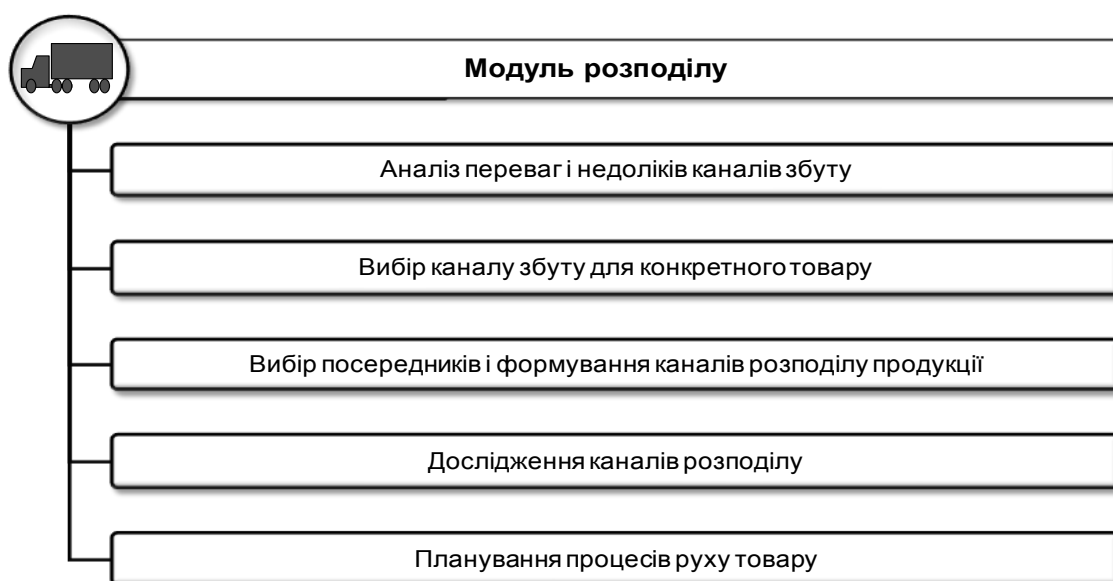 Модуль розподілу
Аналіз переваг і недоліків каналів збуту
Вибір каналу збуту для конкретного товару
Вибір посередників і формування каналів розподілу продукції
Дослідження каналів розподілу
Планування процесів руху товару